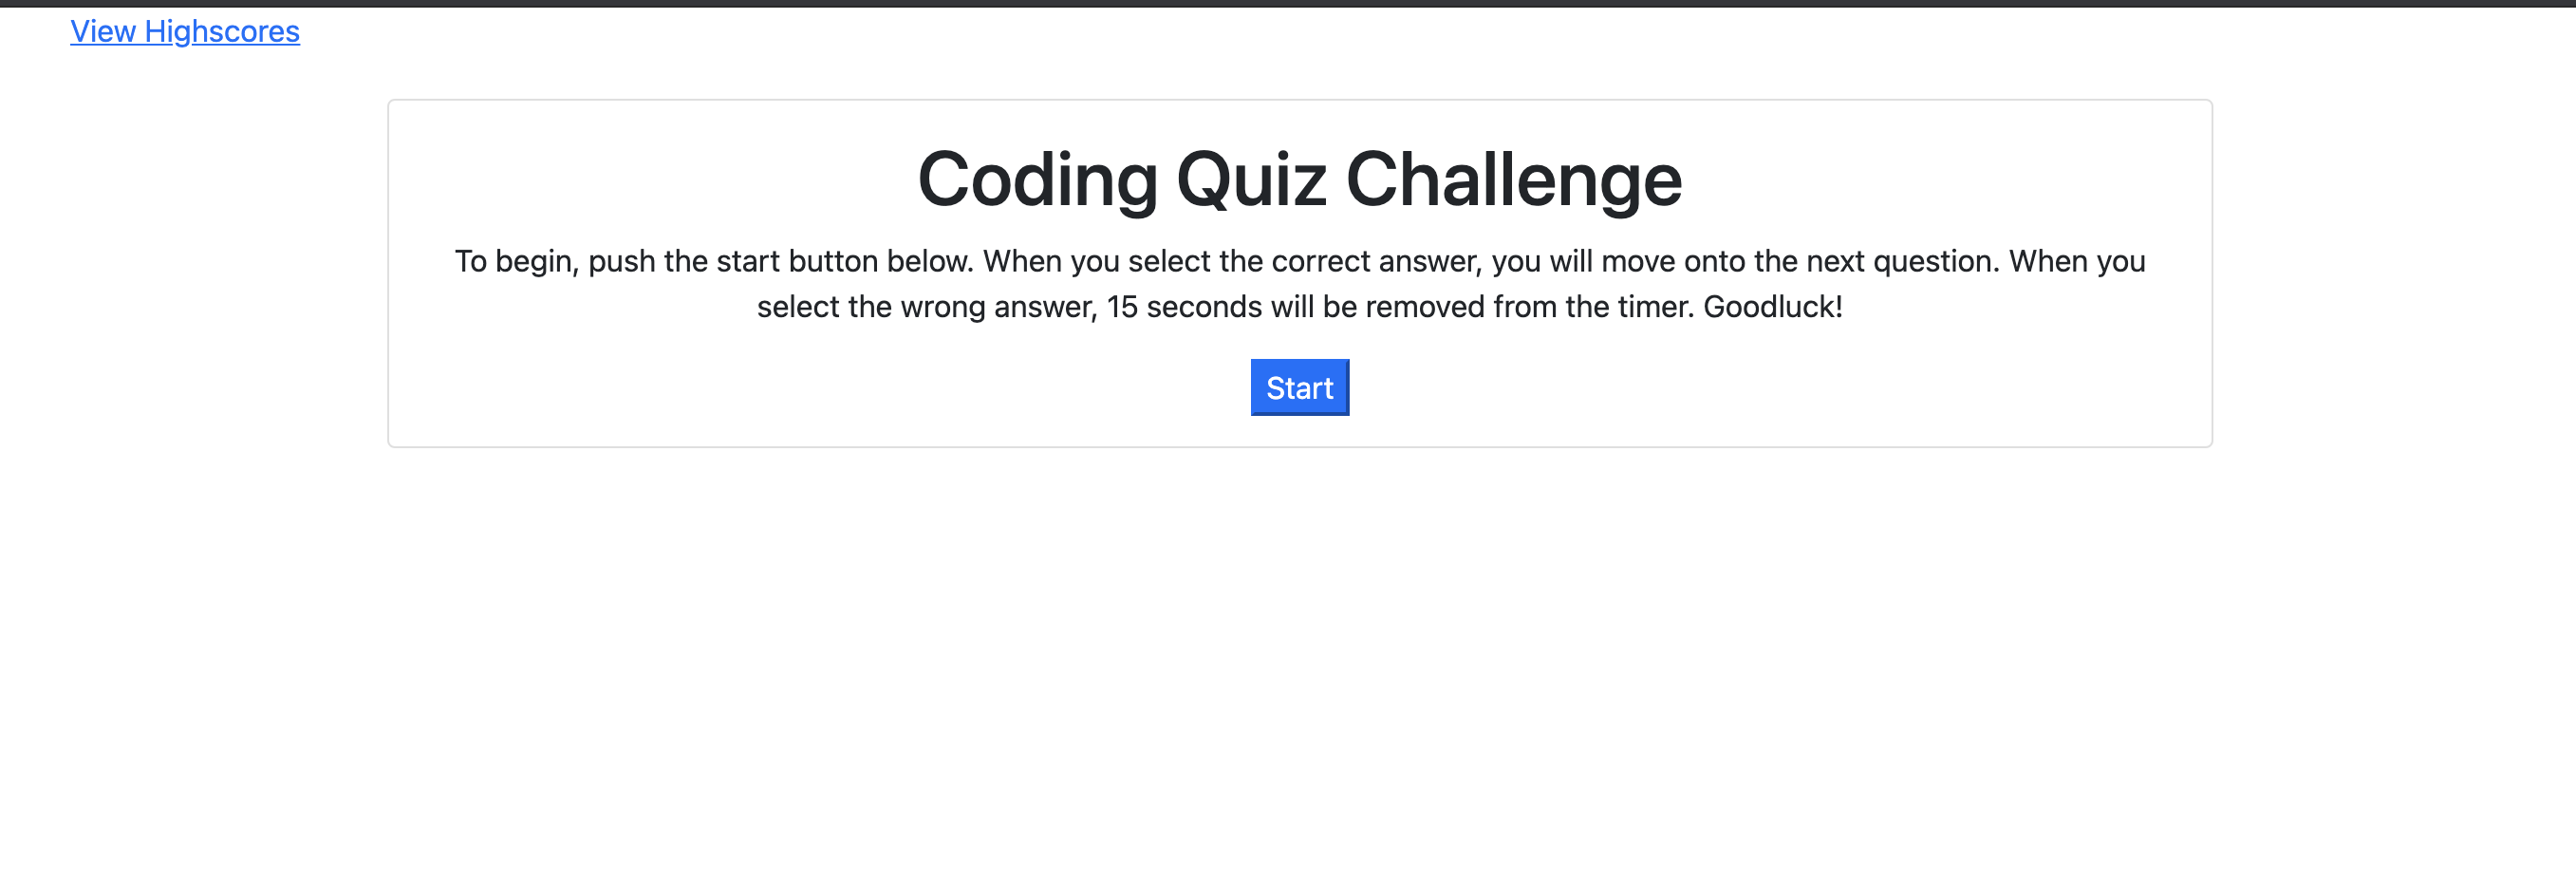 View Highscores
Coding Quiz Challenge
To begin, push the start button below. When you select the correct answer, you will move onto the next question. When you
select the wrong answer, 15 seconds will be removed from the timer. Goodluck!
Start